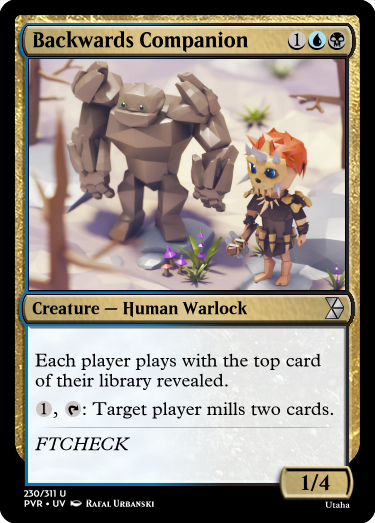 Backwards Companion 1
Creature — Human Warlock
Each player plays with the top card
of their library revealed.
1, : Target player mills two cards.
FTCHECK
1/4
230/311 U
PVR • UV Rafal Urbanski
Utaha